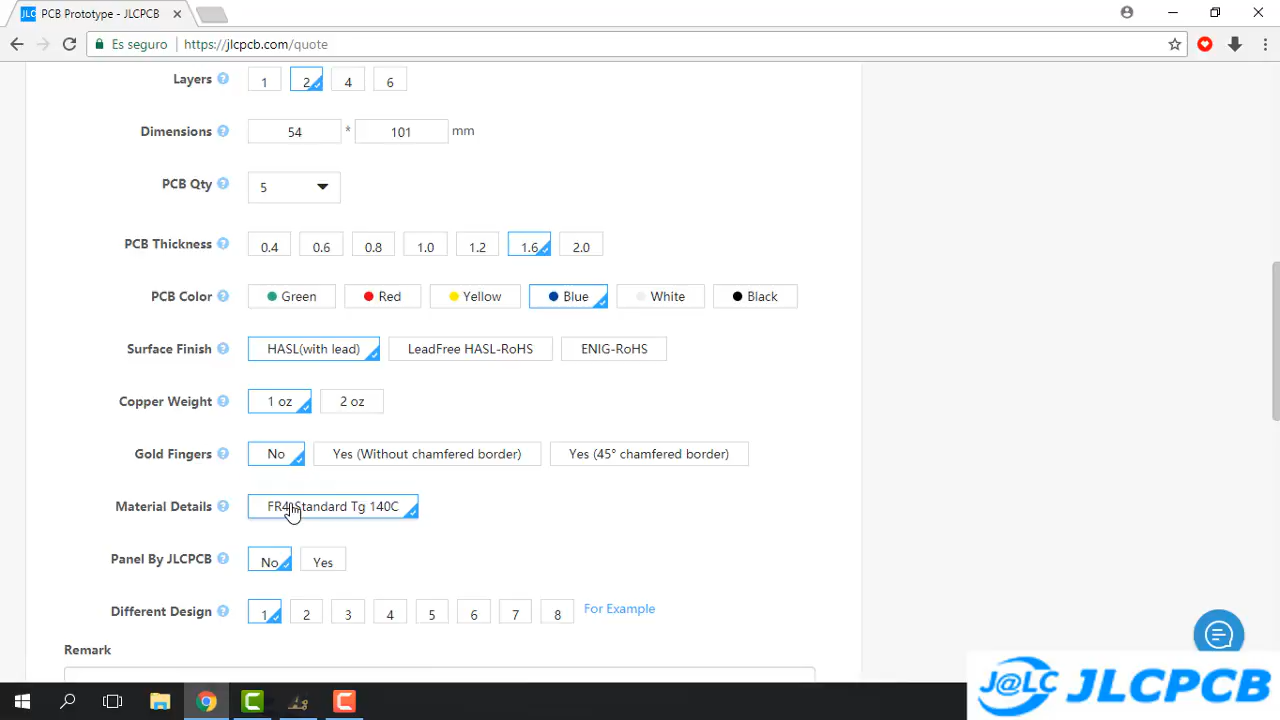 JLC PCB Prototype - JLCPCB
Es seguro https://jlcpcb.com/quote
Layers ? 1 2 4 6
Dimensions ? 54 * 101 mm
PCB Qty ? 5
PCB Thickness ? 0.4 0.6 0.8 1.0 1.2 1.6 2.0
PCB Color ? Green Red Yellow Blue White Black
Surface Finish ? HASL(with lead) LeadFree HASL-RoHS ENIG-RoHS
Copper Weight ? 1 oz 2 oz
Gold Fingers ? No Yes (Without chamfered border) Yes (45° chamfered border)
Material Details ? FR4 Standard Tg 140C
Panel By JLCPCB ? No Yes
Different Design ? 1 2 3 4 5 6 7 8 For Example
Remark
J@LC JLCPCB